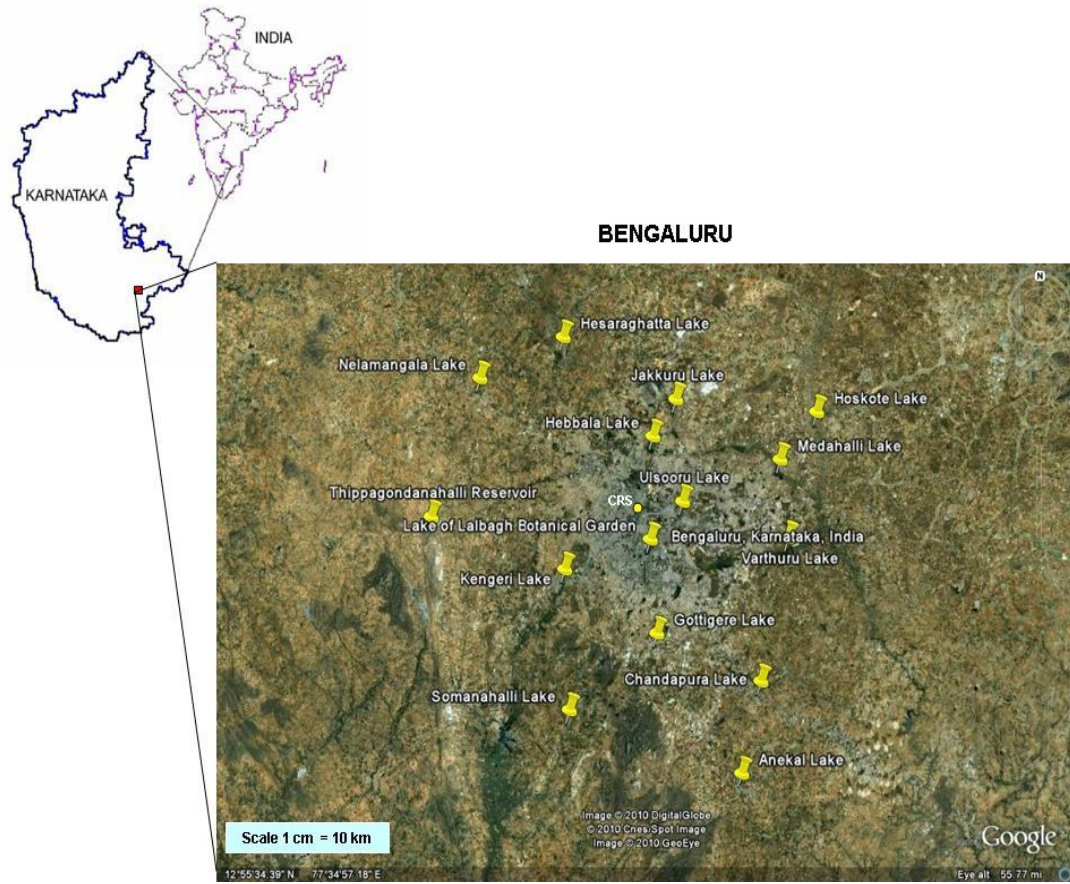 INDIA
KARNATAKA
BENGALURU
N
Hesaraghatta Lake
Nelamangala Lake
Jakkuru Lake
Hoskote Lake
Hebbala Lake
Medahalli Lake
Ulsooru Lake
Thippagondanahalli Reservoir
CRS
Lake of Lalbagh Botanical Garden
Bengaluru, Karnataka, India
Varthuru Lake
Kengeri Lake
Gottigere Lake
Chandapura Lake
Somanahalli Lake
Anekal Lake
Image © 2010 DigitalGlobe
© 2010 Cnes/Spot Image
Image © 2010 GeoEye
Scale 1 cm = 10 km
Google
12°55'34.39" N 77°34'57.18" E
Eye alt 55.77 mi